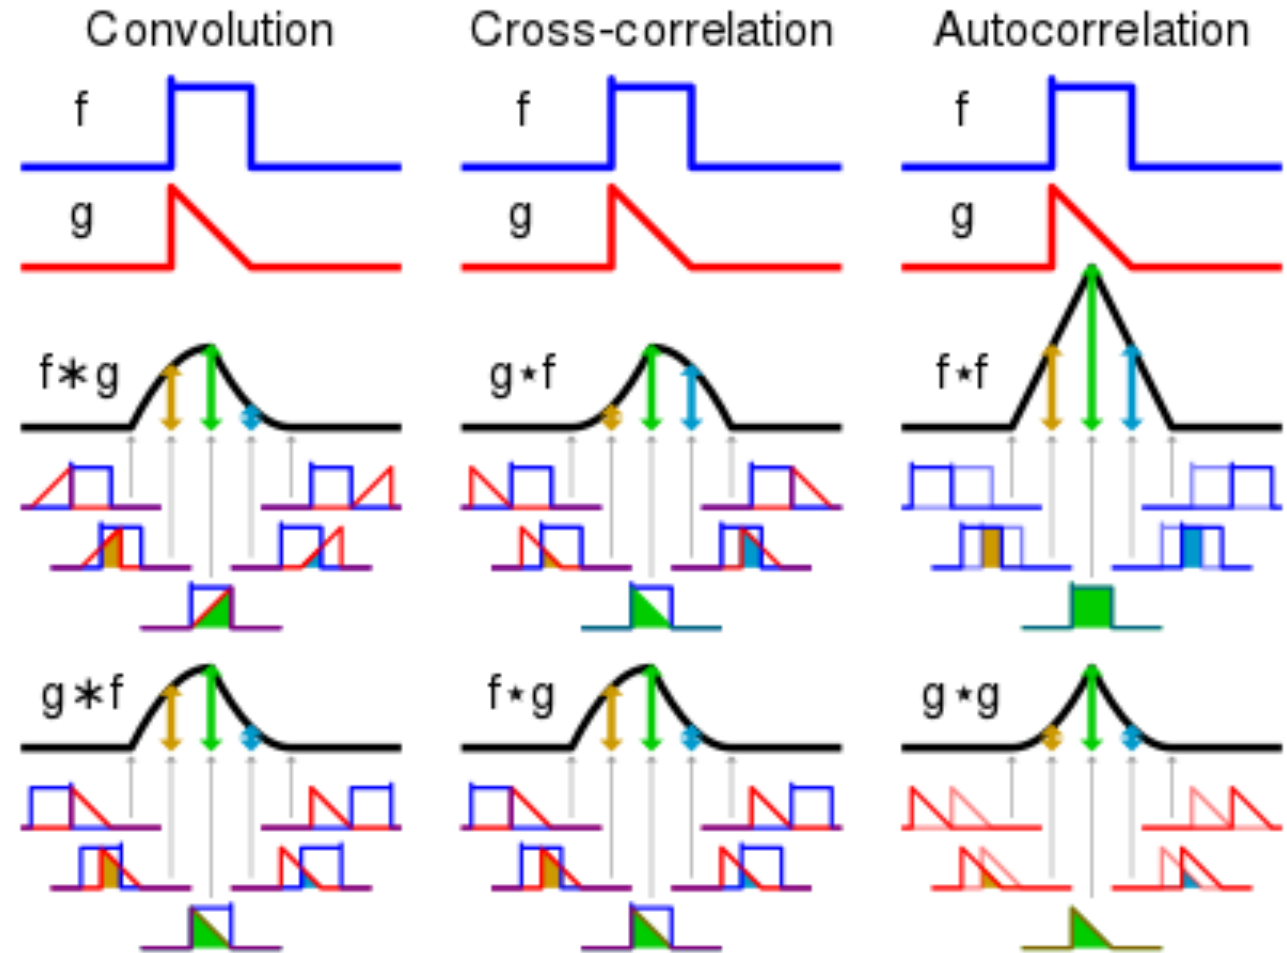 Convolution Cross-correlation Autocorrelation
f f f
g g g
f∗g g⋆f f⋆f
g∗f f⋆g g⋆g